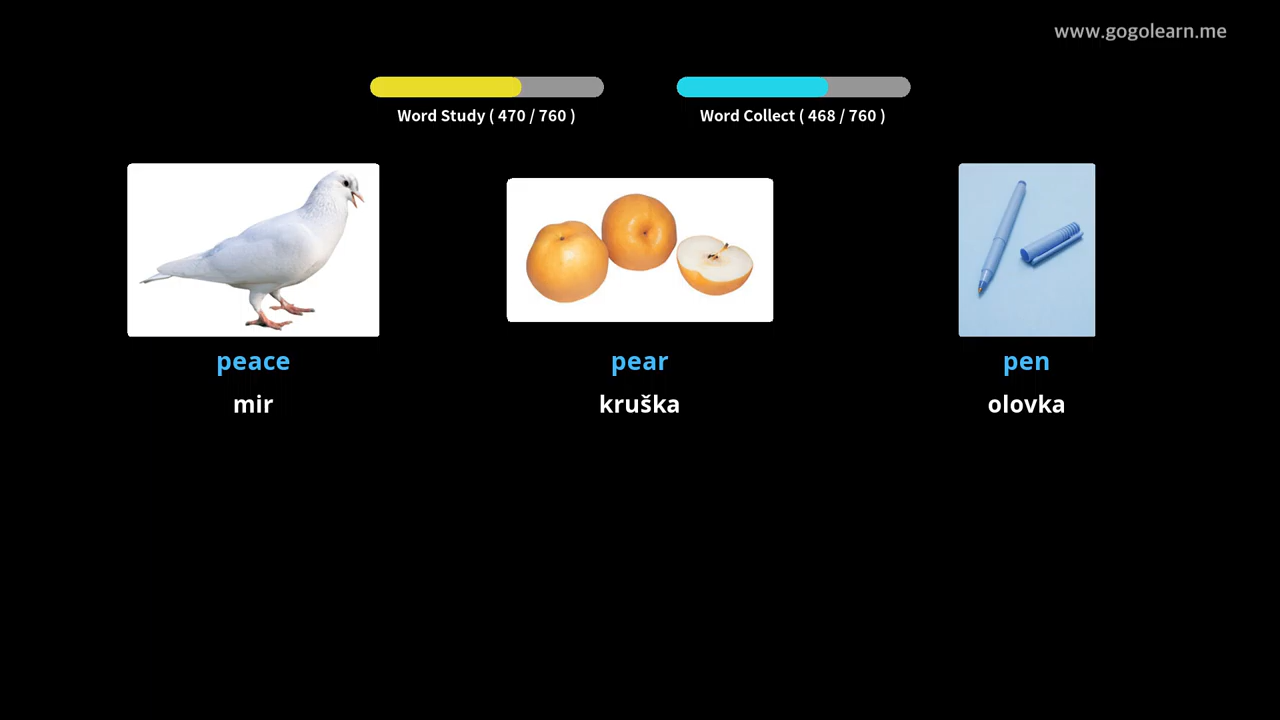 www.gogolearn.me
Word Study ( 470 / 760 )
Word Collect ( 468 / 760 )
peace
pear
pen
mir
kruška
olovka